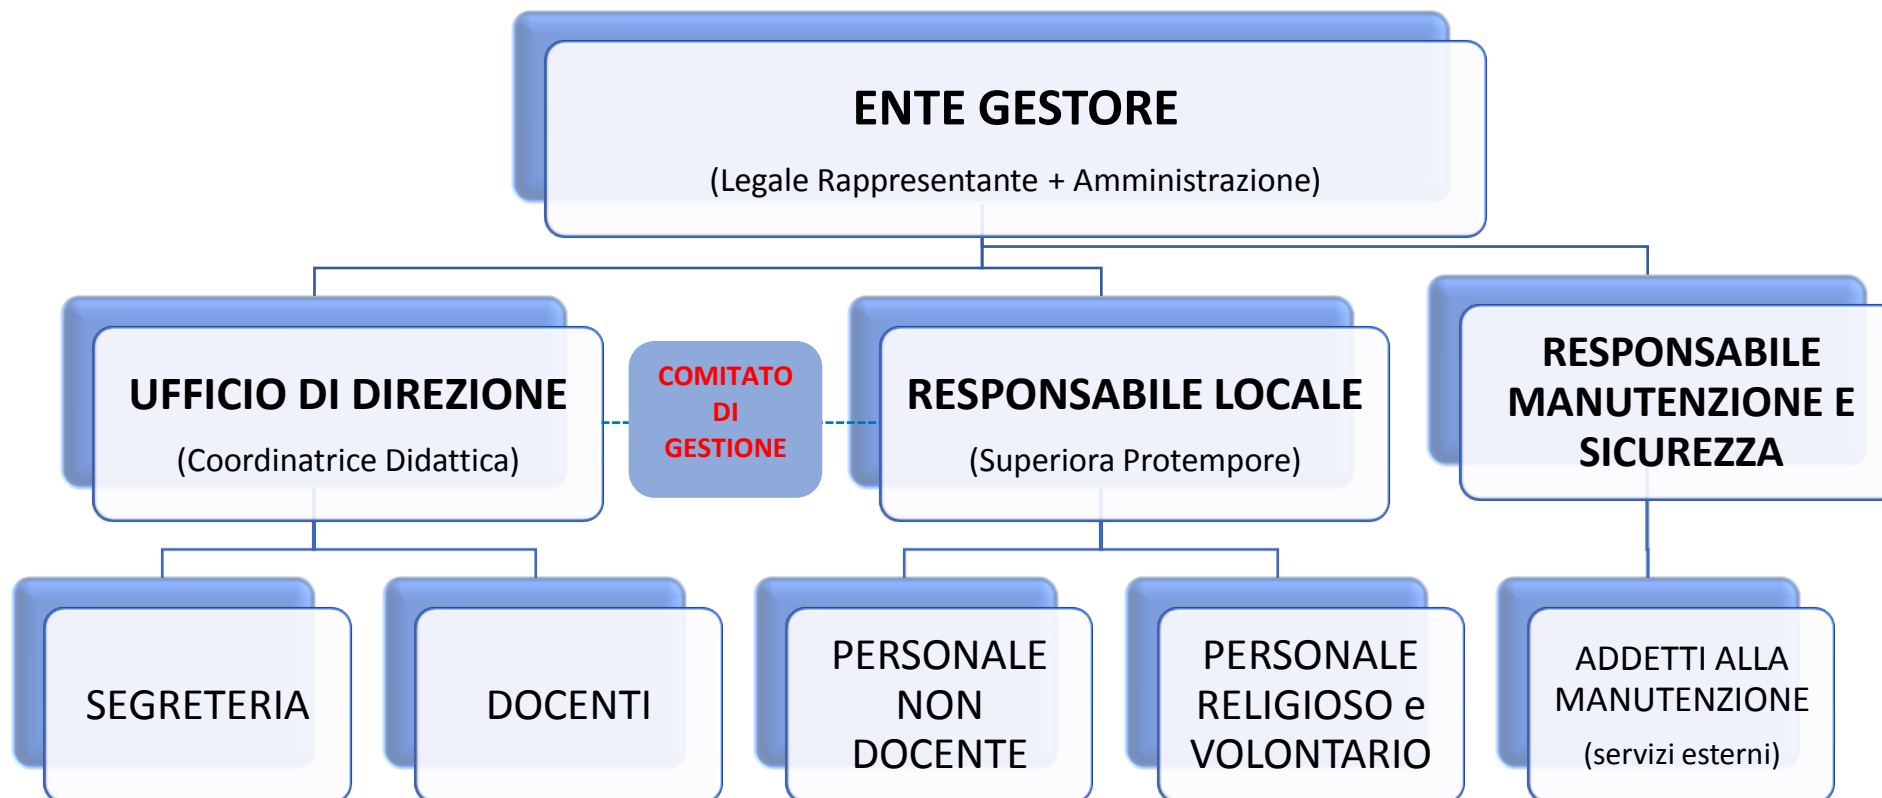 ENTE GESTORE
(Legale Rappresentante + Amministrazione)
UFFICIO DI DIREZIONE
(Coordinatrice Didattica)
COMITATO
DI
GESTIONE
RESPONSABILE LOCALE
(Superiora Protempore)
RESPONSABILE
MANUTENZIONE E
SICUREZZA
SEGRETERIA
DOCENTI
PERSONALE
NON
DOCENTE
PERSONALE
RELIGIOSO e
VOLONTARIO
ADDETTI ALLA
MANUTENZIONE
(servizi esterni)